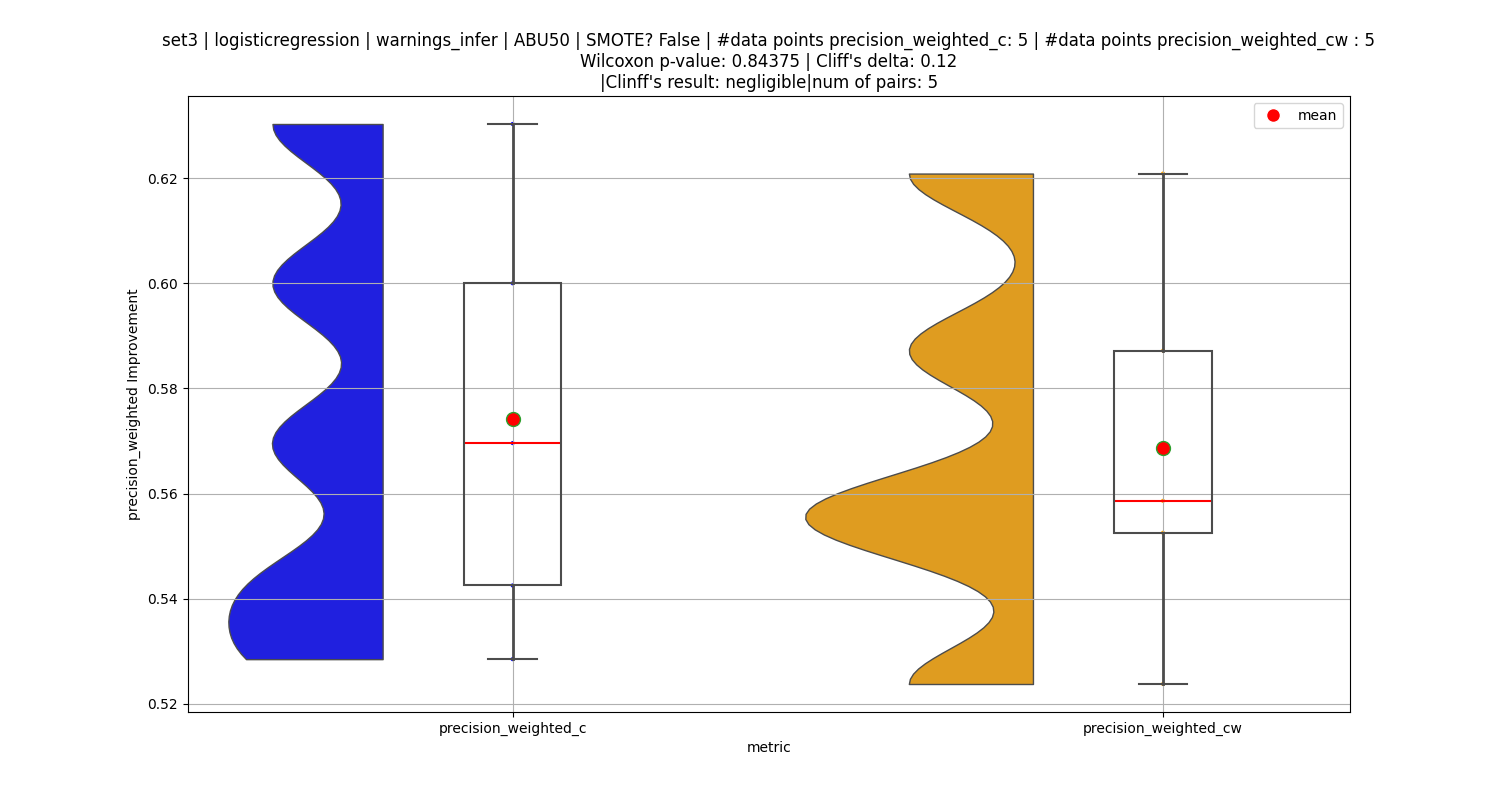 set3 | logisticregression | warnings_infer | ABU50 | SMOTE? False | #data points precision_weighted_c: 5 | #data points precision_weighted_cw : 5
Wilcoxon p-value: 0.84375 | Cliff's delta: 0.12
|Clinff's result: negligible|num of pairs: 5
mean
precision_weighted Improvement
0.62
0.60
0.58
0.56
0.54
0.52
precision_weighted_c
precision_weighted_cw
metric